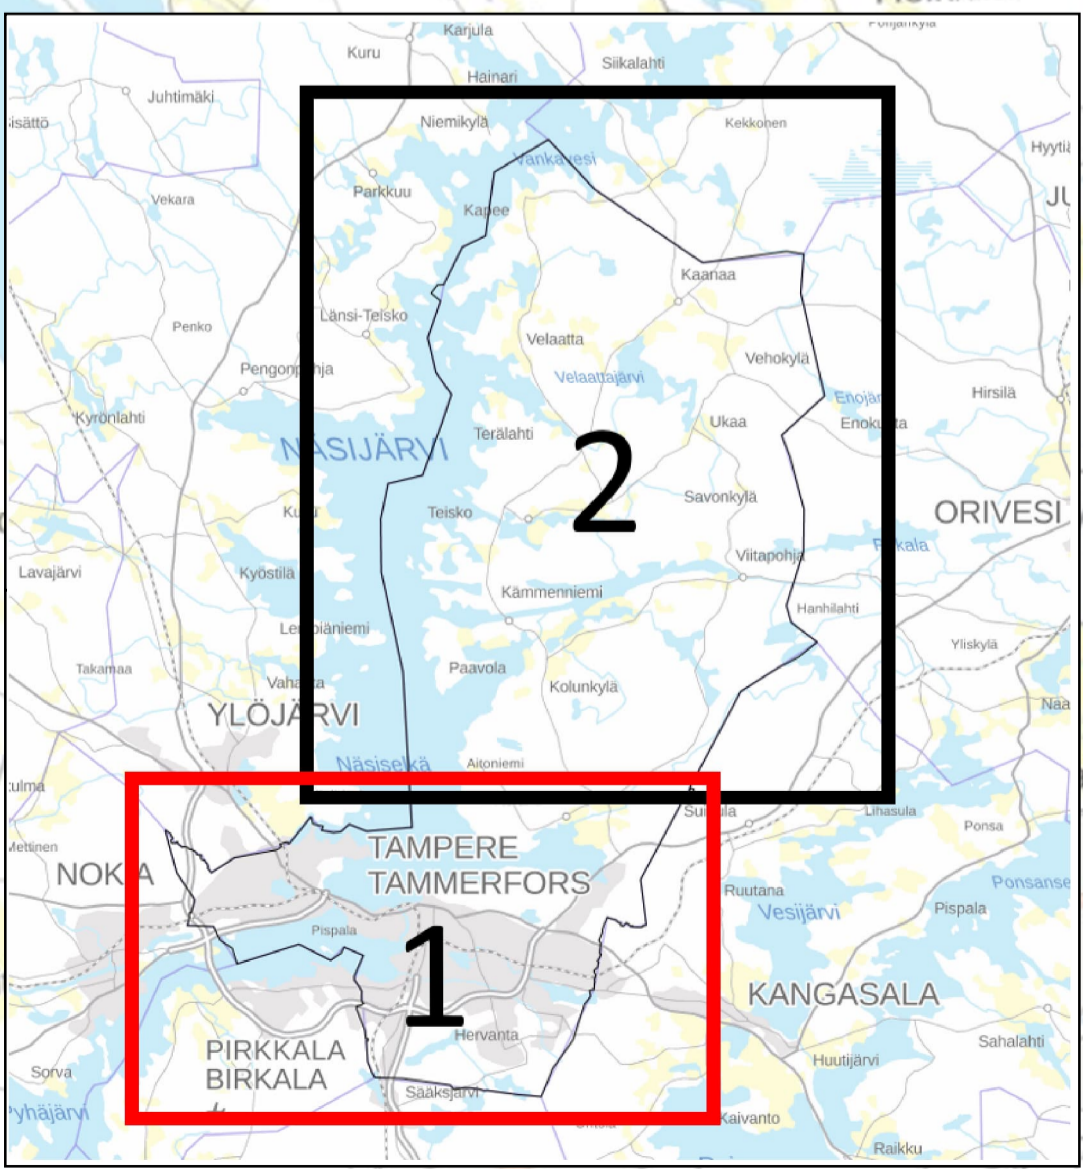 Karjula
Pohjankylä
Kuru
Siikalahti
Hainari
Juhtimäki
Niemikylä
Kekkonen
Vankavesi
Parkkuu
Vekara
Kapee
Kaanaa
Länsi-Teisko
Penko
Velaatta
Vehokylä
Velaattajärvi
Hirsilä
Kyrönlahti
Ukaa
Terälahti
NÄSIJÄRVI
2
Savonkylä
Teisko
ORIVESI
Viitapohja
Lavajärvi
Kyöstilä
Kämmenniemi
Hanhilahti
Yliskylä
Takamaa
Paavola
Kolunkylä
YLÖJÄRVI
Näsiselkä
Aitoniemi
Lihasula
Ponsa
TAMPERE
TAMMERFORS
Ruutana
Vesijärvi
Pispala
Pispala
1
KANGASALA
Hervanta
PIRKKALA
BIRKALA
Sahalahti
Huutijärvi
Sorva
Sääksjärvi
Kaivanto
Raikku